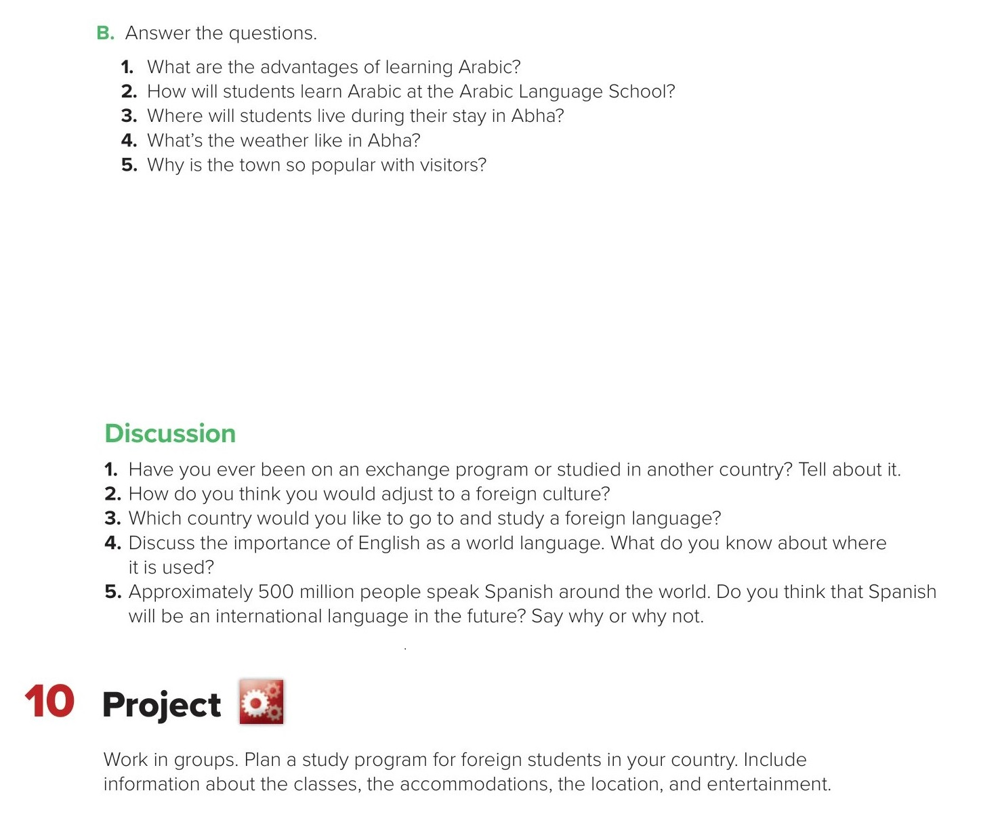 B. Answer the questions.
1. What are the advantages of learning Arabic?
2. How will students learn Arabic at the Arabic Language School?
3. Where will students live during their stay in Abha?
4. What’s the weather like in Abha?
5. Why is the town so popular with visitors?
Discussion
1. Have you ever been on an exchange program or studied in another country? Tell about it.
2. How do you think you would adjust to a foreign culture?
3. Which country would you like to go to and study a foreign language?
4. Discuss the importance of English as a world language. What do you know about where
it is used?
5. Approximately 500 million people speak Spanish around the world. Do you think that Spanish
will be an international language in the future? Say why or why not.
10 Project
Work in groups. Plan a study program for foreign students in your country. Include
information about the classes, the accommodations, the location, and entertainment.